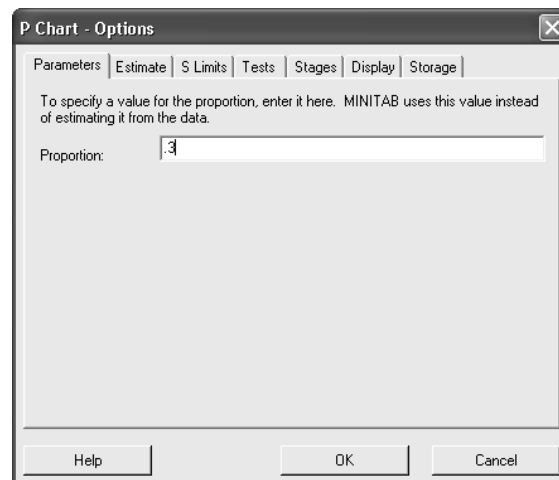 P Chart - Options
Parameters Estimate S Limits Tests Stages Display Storage
To specify a value for the proportion, enter it here. MINITAB uses this value instead
of estimating it from the data.
Proportion: .3
Help OK Cancel